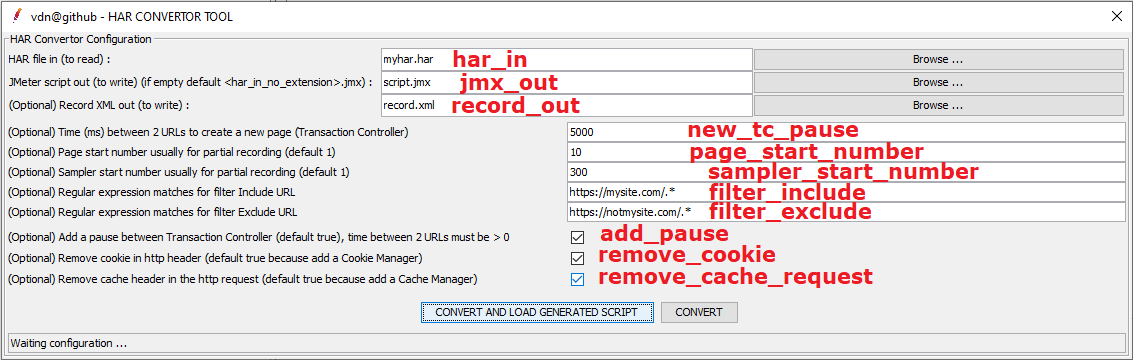 vdn@github - HAR CONVERTOR TOOL
HAR Convertor Configuration
HAR file in (to read) : myhar.har har_in Browse ...
JMeter script out (to write) (if empty default <har_in_no_extension>.jmx) : script.jmx jmx_out Browse ...
(Optional) Record XML out (to write) : record.xml record_out Browse ...
(Optional) Time (ms) between 2 URLs to create a new page (Transaction Controller) 5000 new_tc_pause
(Optional) Page start number usually for partial recording (default 1) 10 page_start_number
(Optional) Sampler start number usually for partial recording (default 1) 300 sampler_start_number
(Optional) Regular expression matches for filter Include URL https://mysite.com/.* filter_include
(Optional) Regular expression matches for filter Exclude URL https://notmysite.com/.* filter_exclude
(Optional) Add a pause between Transaction Controller (default true), time between 2 URLs must be > 0 add_pause
(Optional) Remove cookie in http header (default true because add a Cookie Manager) remove_cookie
(Optional) Remove cache header in the http request (default true because add a Cache Manager) remove_cache_request
CONVERT AND LOAD GENERATED SCRIPT CONVERT
Waiting configuration ...